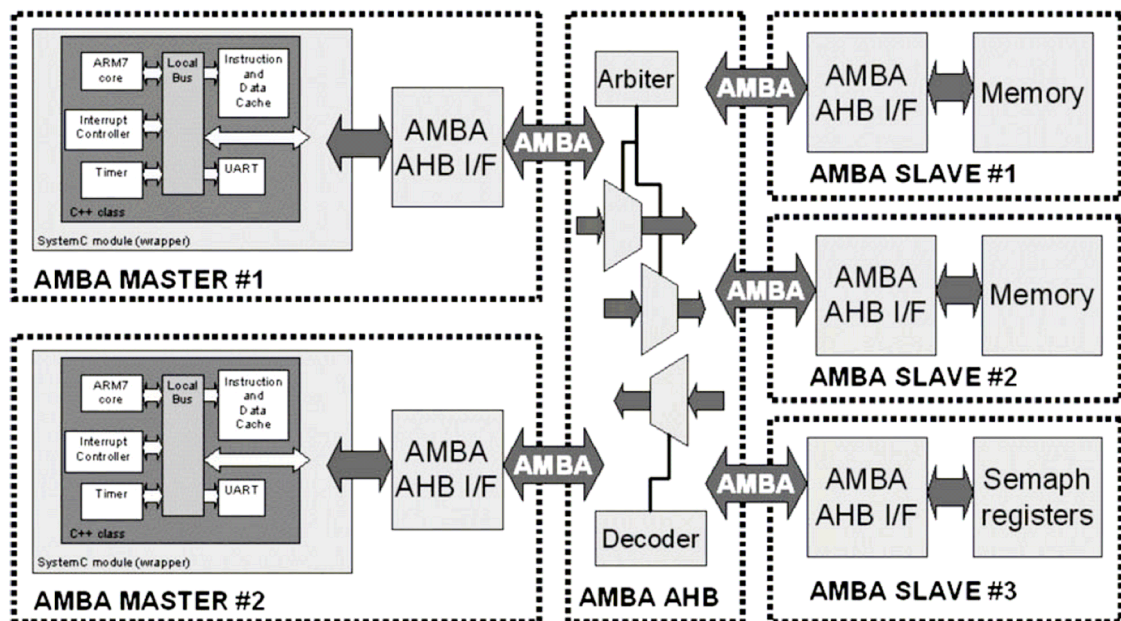 ARM7
core
Local
Bus
Instruction
and
Data
Cache
Interrupt
Controller
Timer
UART
C++ class
SystemC module (wrapper)
AMBA
AHB I/F
AMBA
AMBA MASTER #1
ARM7
core
Local
Bus
Instruction
and
Data
Cache
Interrupt
Controller
Timer
UART
C++ class
SystemC module (wrapper)
AMBA
AHB I/F
AMBA
AMBA MASTER #2
Arbiter
Decoder
AMBA AHB
AMBA
AMBA
AHB I/F
Memory
AMBA SLAVE #1
AMBA
AMBA
AHB I/F
Memory
AMBA SLAVE #2
AMBA
AMBA
AHB I/F
Semaph
registers
AMBA SLAVE #3